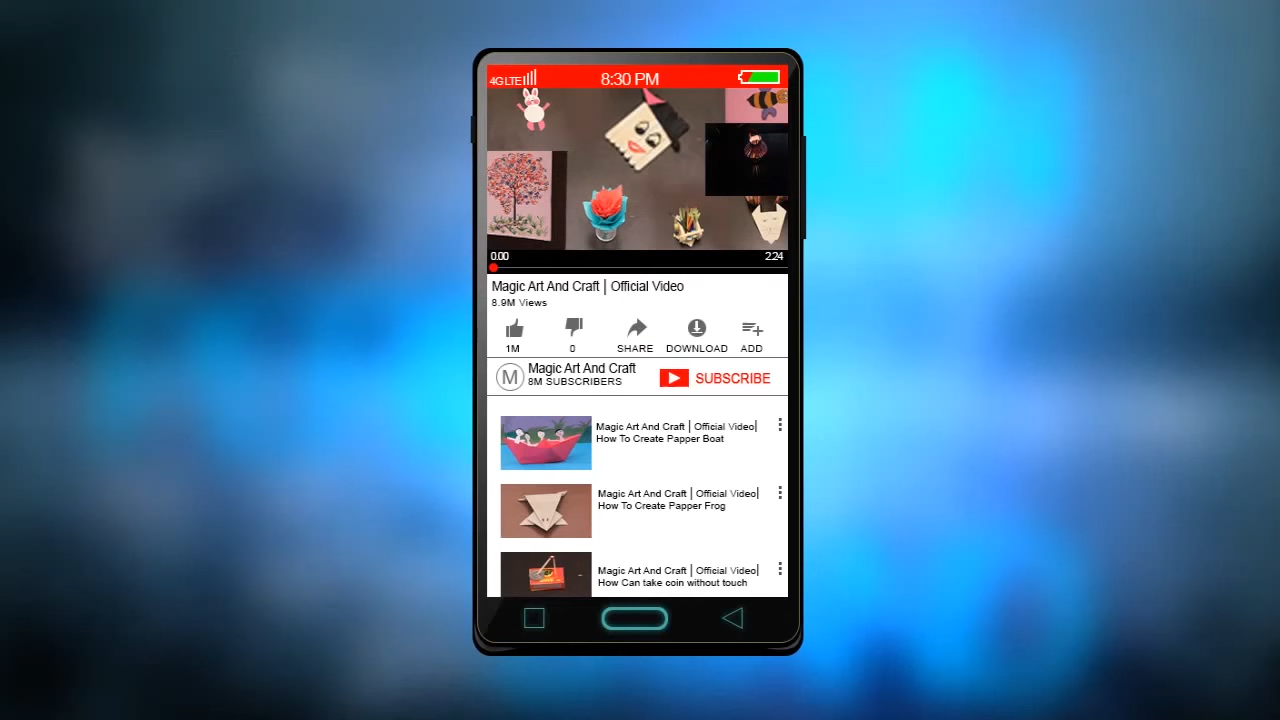 4G LTE 8:30 PM
0.00 2:24
Magic Art And Craft | Official Video
8.9M Views
1M 0 SHARE DOWNLOAD ADD
M Magic Art And Craft
8M SUBSCRIBERS
SUBSCRIBE
Magic Art And Craft | Official Video|
How To Create Papper Boat
Magic Art And Craft | Official Video|
How To Create Papper Frog
Magic Art And Craft | Official Video|
How Can take coin without touch